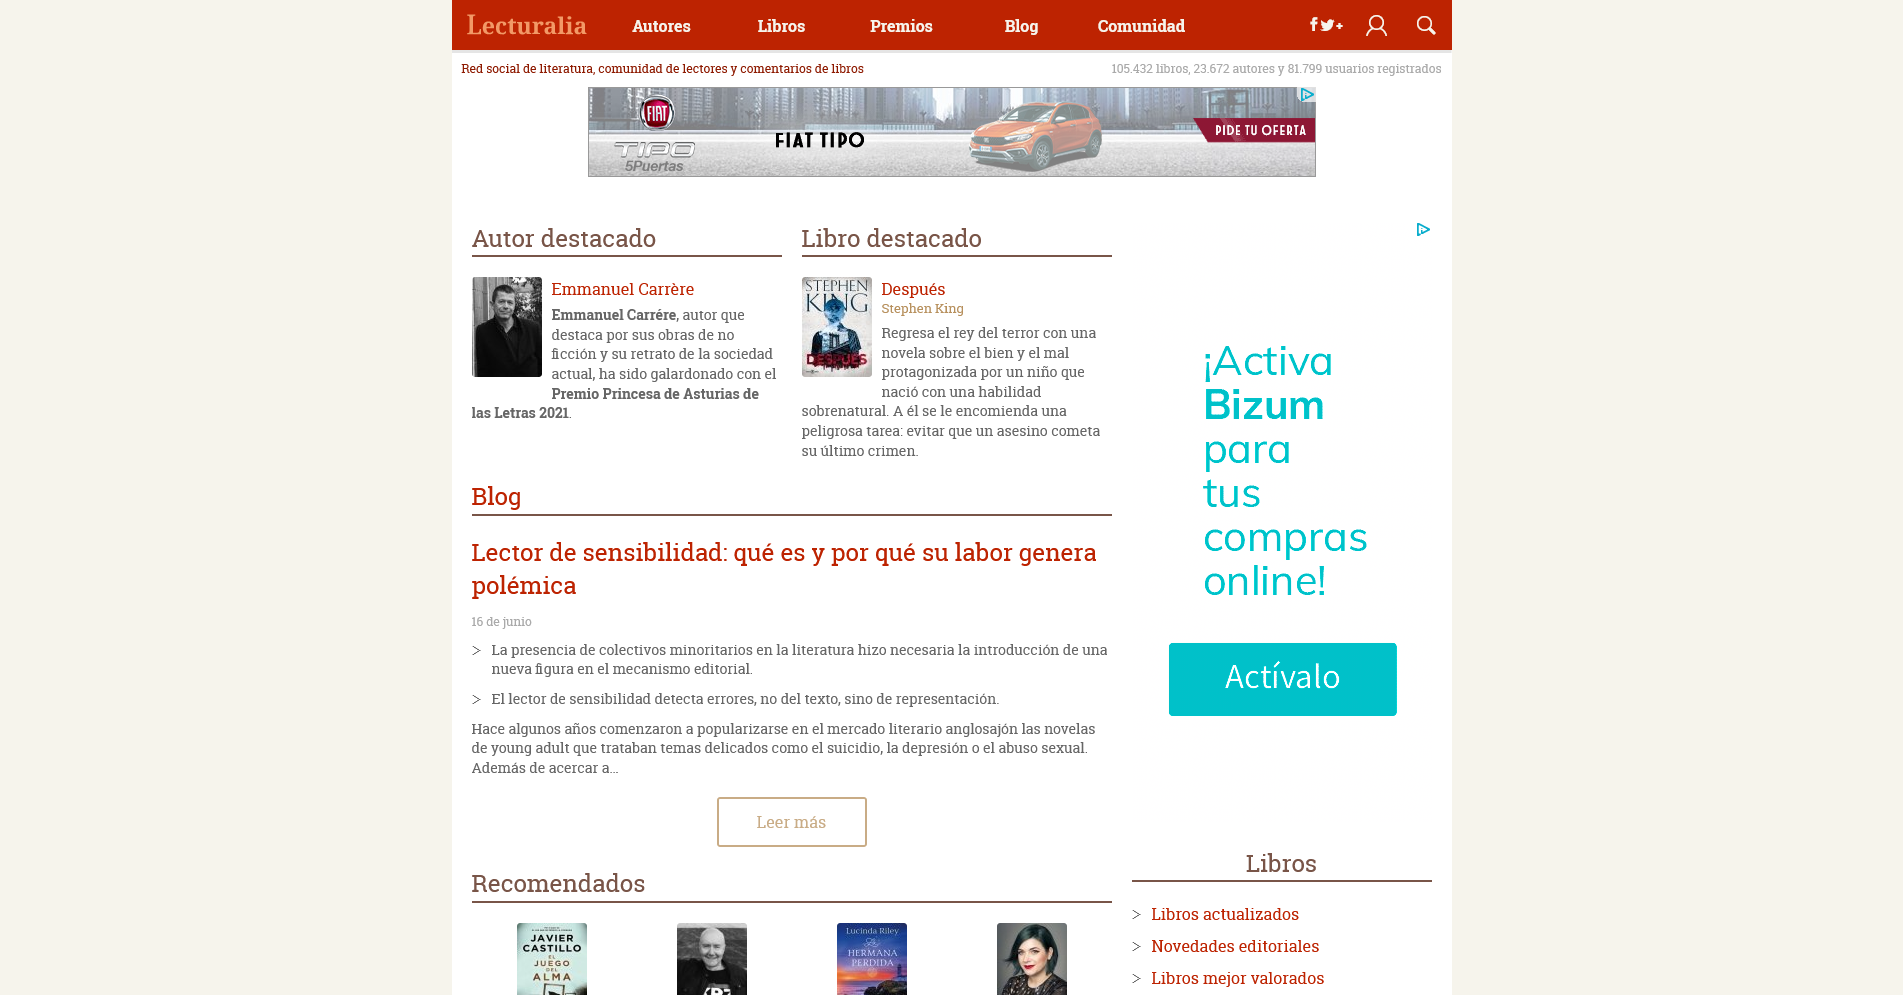 Lecturalia
Autores
Libros
Premios
Blog
Comunidad
Red social de literatura, comunidad de lectores y comentarios de libros
105.432 libros, 23.672 autores y 81.799 usuarios registrados
FIAT
TIPO
5Puertas
FIAT TIPO
PIDE TU OFERTA
Autor destacado
Emmanuel Carrère
Emmanuel Carrére, autor que
destaca por sus obras de no
ficción y su retrato de la sociedad
actual, ha sido galardonado con el
Premio Princesa de Asturias de
las Letras 2021.
Libro destacado
STEPHEN
KING
DESPUÉS
Después
Stephen King
Regresa el rey del terror con una
novela sobre el bien y el mal
protagonizada por un niño que
nació con una habilidad
sobrenatural. A él se le encomienda una
peligrosa tarea: evitar que un asesino cometa
su último crimen.
¡Activa
Bizum
para
tus
compras
online!
Actívalo
Blog
Lector de sensibilidad: qué es y por qué su labor genera
polémica
16 de junio
La presencia de colectivos minoritarios en la literatura hizo necesaria la introducción de una
nueva figura en el mecanismo editorial.
El lector de sensibilidad detecta errores, no del texto, sino de representación.
Hace algunos años comenzaron a popularizarse en el mercado literario anglosajón las novelas
de young adult que trataban temas delicados como el suicidio, la depresión o el abuso sexual.
Además de acercar a...
Leer más
Recomendados
JAVIER
CASTILLO
EL
JUEGO
DEL
ALMA
Lucinda Riley
La
HERMANA
PERDIDA
Libros
Libros actualizados
Novedades editoriales
Libros mejor valorados